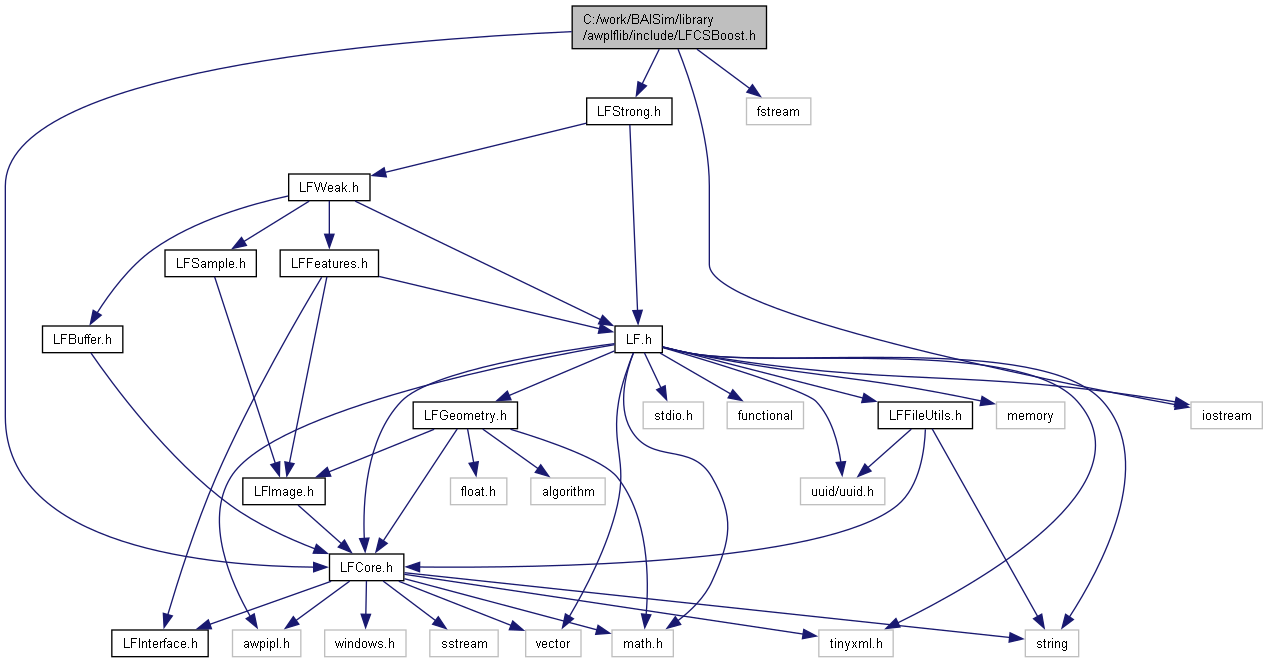 C:/work/BAISim/library
/awplflib/include/LFCSBoost.h
LFStrong.h
fstream
LFWeak.h
LFSample.h
LFFeatures.h
LFBuffer.h
LF.h
LFGeometry.h
stdio.h
functional
LFFileUtils.h
memory
iostream
LFImage.h
float.h
algorithm
uuid/uuid.h
LFCore.h
LFInterface.h
awpipl.h
windows.h
sstream
vector
math.h
tinyxml.h
string